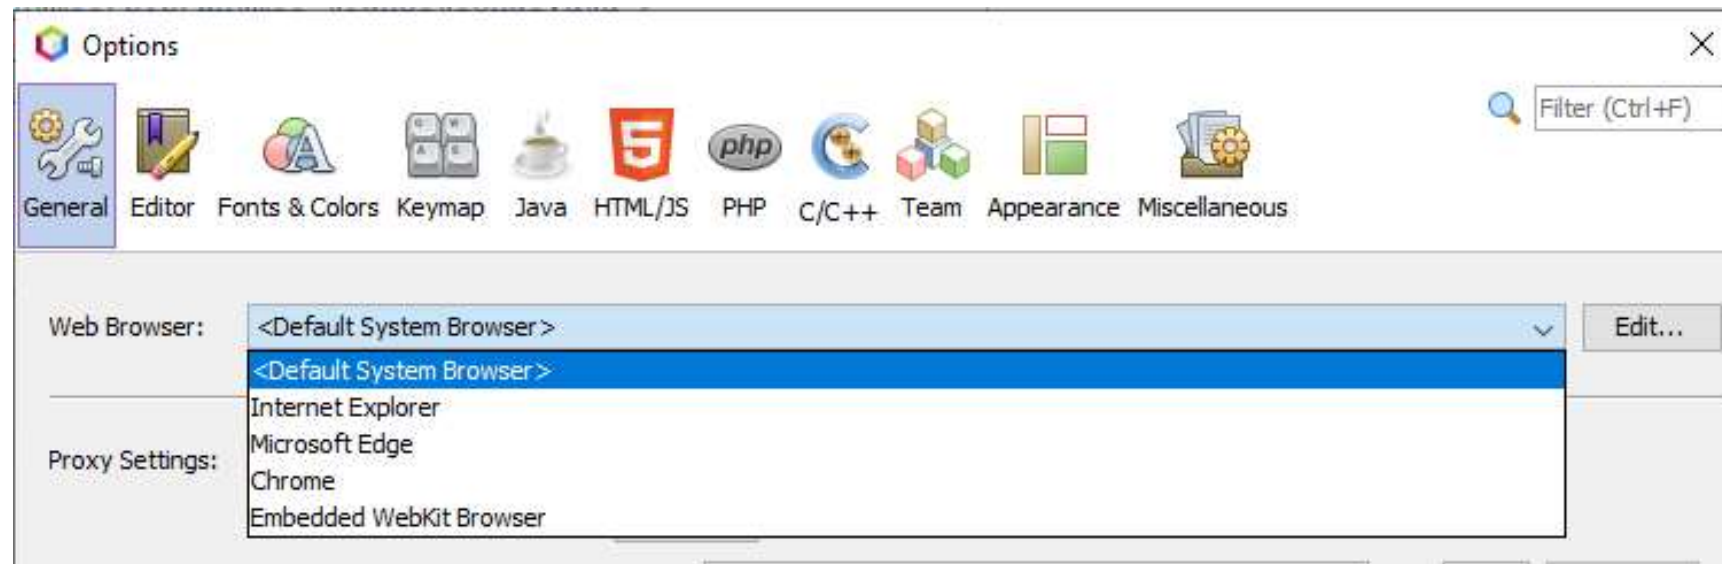 Options
Filter (Ctrl+F)
General Editor Fonts & Colors Keymap Java HTML/JS PHP C/C++ Team Appearance Miscellaneous
php
Web Browser: <Default System Browser> Edit...
<Default System Browser>
Internet Explorer
Microsoft Edge
Proxy Settings:
Chrome
Embedded WebKit Browser